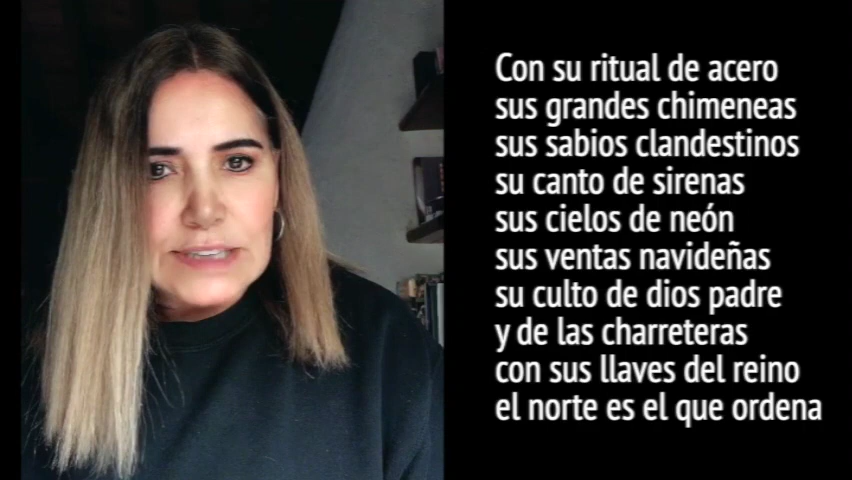 Con su ritual de acero
sus grandes chimeneas
sus sabios clandestinos
su canto de sirenas
sus cielos de neón
sus ventas navideñas
su culto de dios padre
y de las charreteras
con sus llaves del reino
el norte es el que ordena